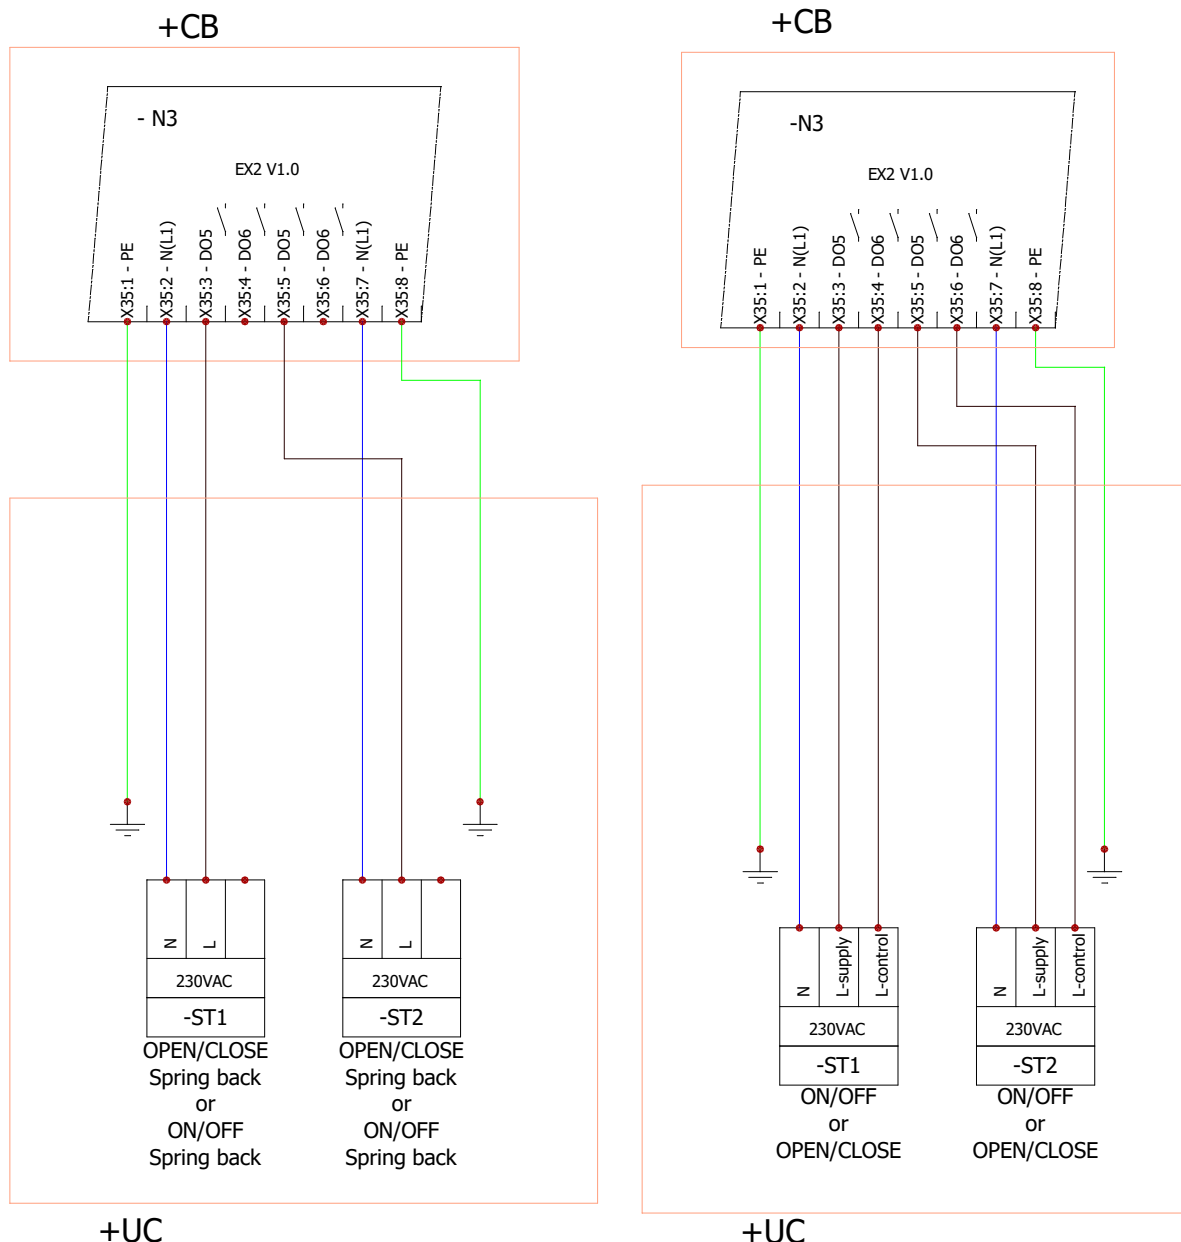 +CB
- N3
EX2 V1.0
X35:1 - PE
X35:2 - N(L1)
X35:3 - DO5
X35:4 - DO6
X35:5 - DO5
X35:6 - DO6
X35:7 - N(L1)
X35:8 - PE
N
L
230VAC
-ST1
OPEN/CLOSE
Spring back
or
ON/OFF
Spring back
N
L
230VAC
-ST2
OPEN/CLOSE
Spring back
or
ON/OFF
Spring back
+UC
+CB
-N3
EX2 V1.0
X35:1 - PE
X35:2 - N(L1)
X35:3 - DO5
X35:4 - DO6
X35:5 - DO5
X35:6 - DO6
X35:7 - N(L1)
X35:8 - PE
N
L-supply
L-control
230VAC
-ST1
ON/OFF
or
OPEN/CLOSE
N
L-supply
L-control
230VAC
-ST2
ON/OFF
or
OPEN/CLOSE
+UC